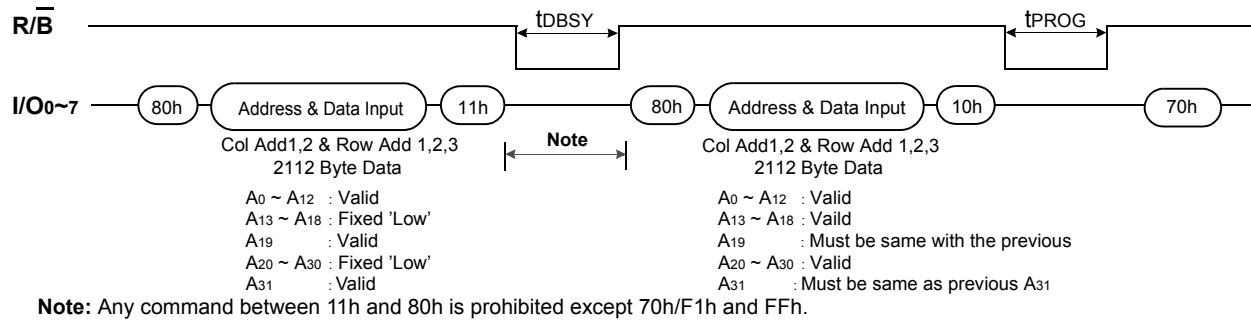 R/B tDBSY tPROG
I/O0~7 80h Address & Data Input 11h 80h Address & Data Input 10h 70h
Col Add1,2 & Row Add 1,2,3 Note Col Add1,2 & Row Add 1,2,3
2112 Byte Data 2112 Byte Data
A0 ~ A12 : Valid A0 ~ A12 : Valid
A13 ~ A18 : Fixed 'Low' A13 ~ A18 : Vaild
A19 : Valid A19 : Must be same with the previous
A20 ~ A30 : Fixed 'Low' A20 ~ A30 : Valid
A31 : Valid A31 : Must be same as previous A31
Note: Any command between 11h and 80h is prohibited except 70h/F1h and FFh.